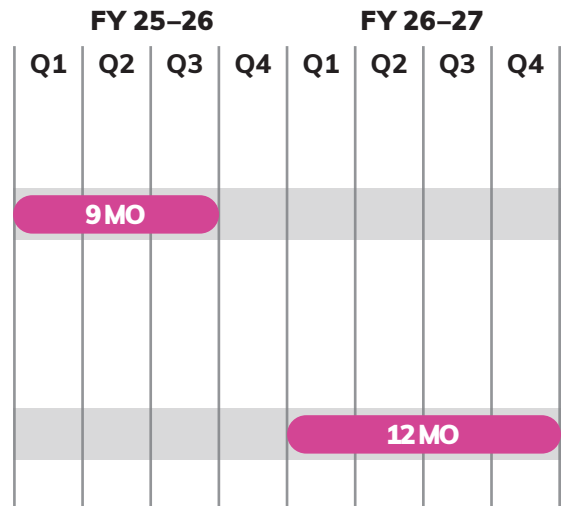 FY 25–26 FY 26–27
Q1 Q2 Q3 Q4 Q1 Q2 Q3 Q4
9 MO
12 MO